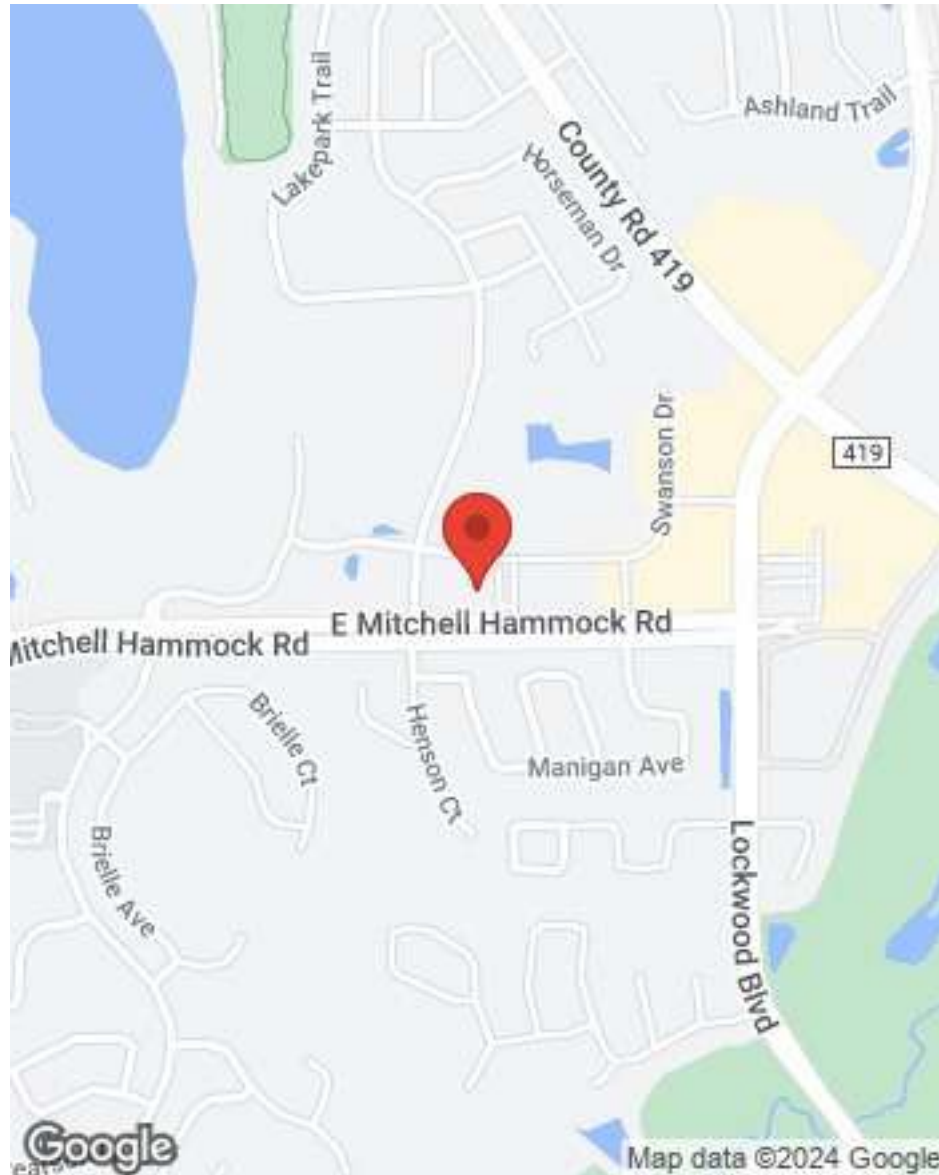 Lakepark Trail
Ashland Trail
County Rd 419
Horseman Dr
419
Swanson Dr
E Mitchell Hammock Rd
Mitchell Hammock Rd
Brielle Ct
Henson Ct
Manigan Ave
Brielle Ave
Lockwood Blvd
Google
Map data ©2024 Google